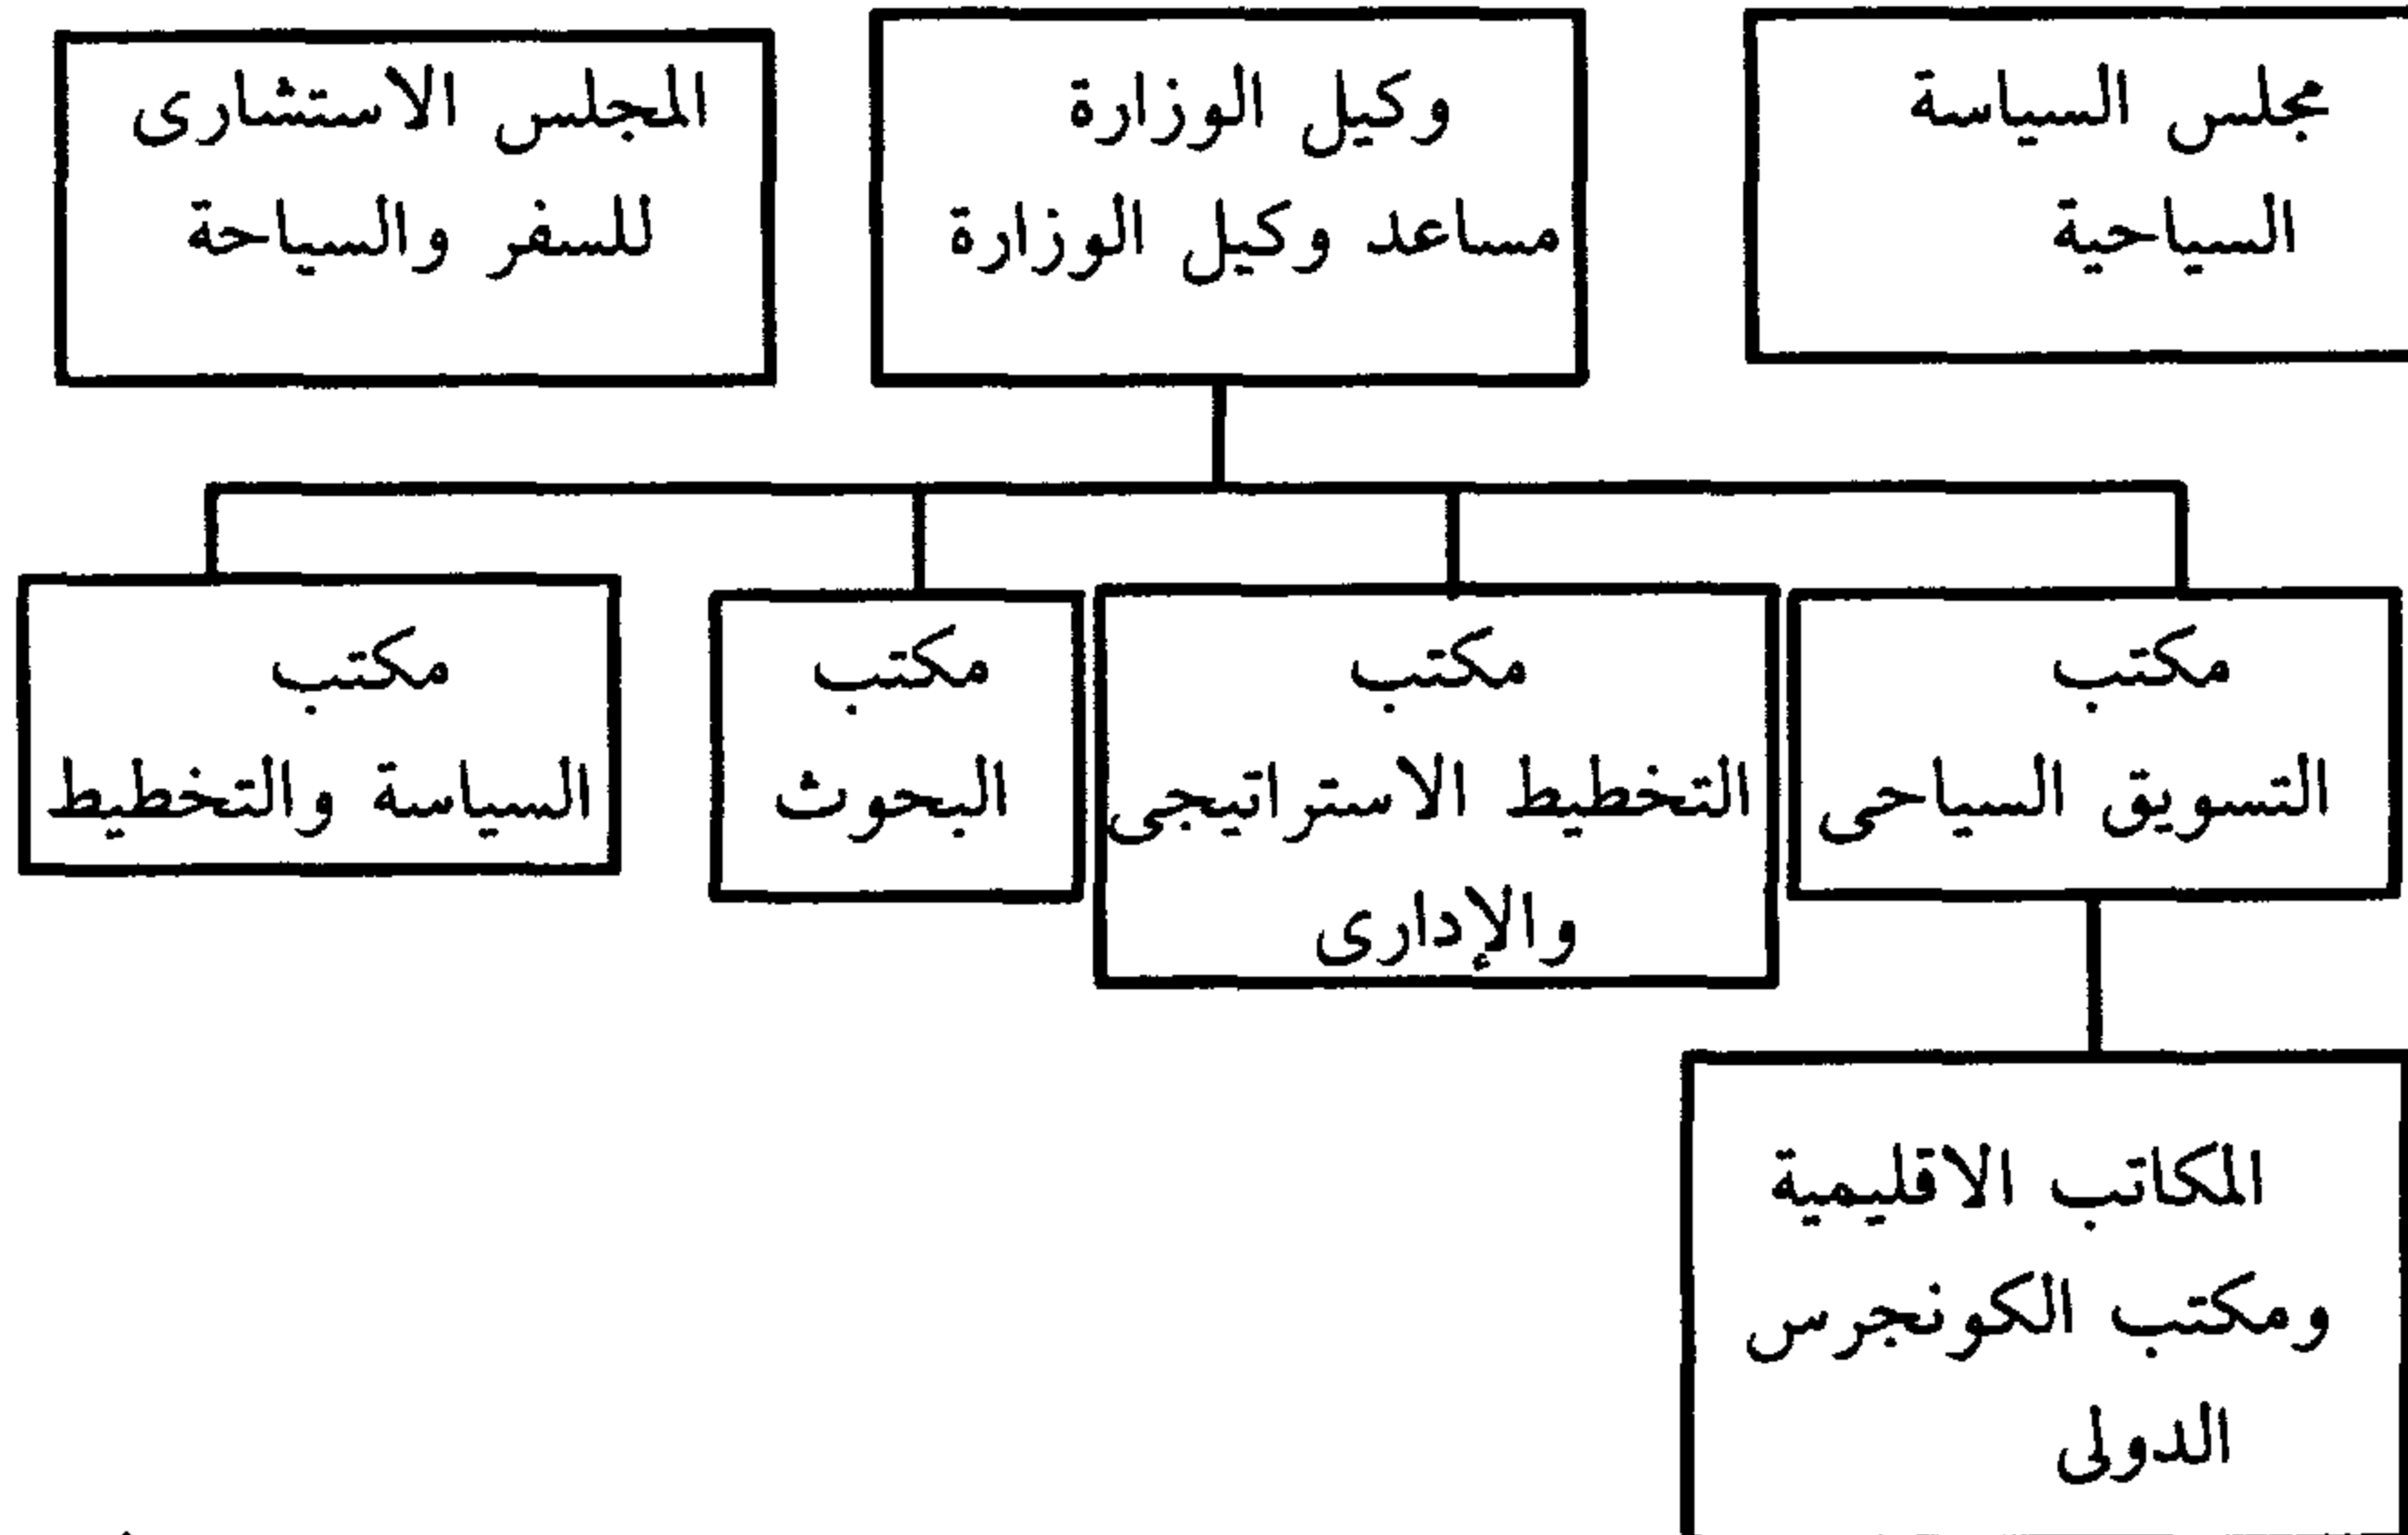 مجلس السياسة
السياحية
وكيل الوزارة
مساعد وكيل الوزارة
المجلس الاستشارى
للسفر والسياحة
مكتب
التسويق السياحى
مكتب
التخطيط الاستراتيجى
والإدارى
مكتب
البحوث
مكتب
السياسة والتخطيط
المكاتب الاقليمية
ومكتب الكونجرس
الدولى